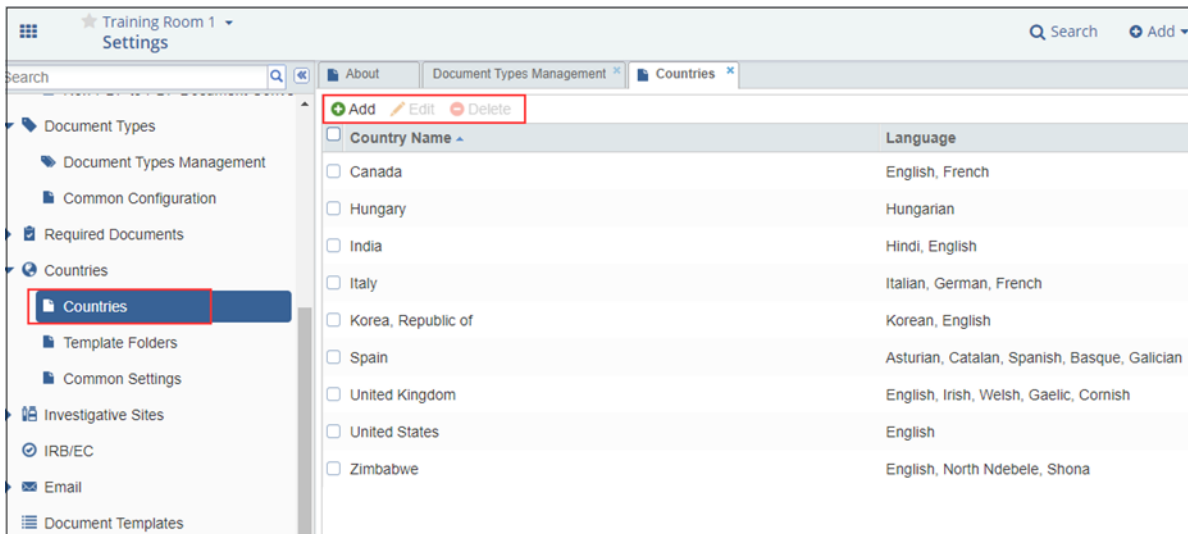 Training Room 1
Settings
Search
Add
Search
About
Document Types Management
Countries
Document Types
Document Types Management
Common Configuration
Required Documents
Countries
Countries
Template Folders
Common Settings
Investigative Sites
IRB/EC
Email
Document Templates
Add Edit Delete
Country Name Language
Canada English, French
Hungary Hungarian
India Hindi, English
Italy Italian, German, French
Korea, Republic of Korean, English
Spain Asturian, Catalan, Spanish, Basque, Galician
United Kingdom English, Irish, Welsh, Gaelic, Cornish
United States English
Zimbabwe English, North Ndebele, Shona